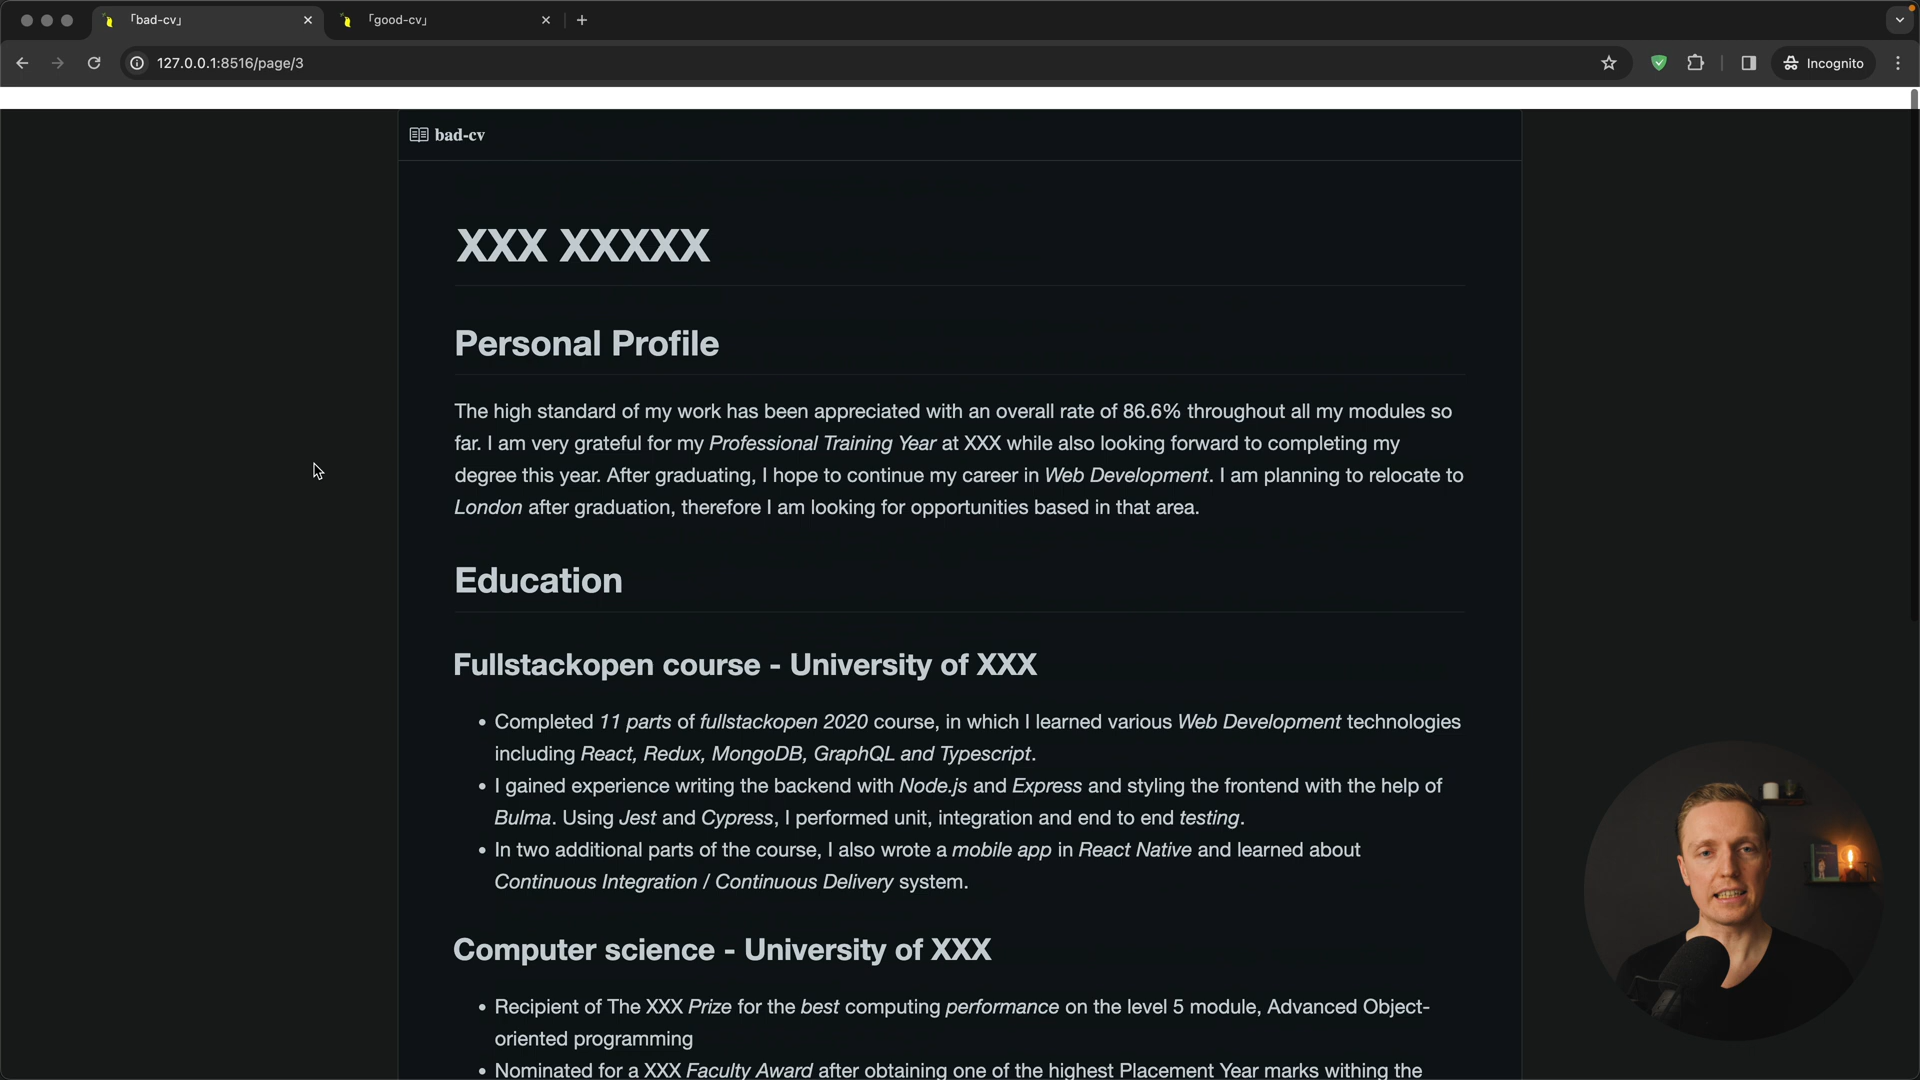 「bad-cv」
「good-cv」
127.0.0.1:8516/page/3
Incognito
bad-cv
XXX XXXXX
Personal Profile
The high standard of my work has been appreciated with an overall rate of 86.6% throughout all my modules so
far. I am very grateful for my Professional Training Year at XXX while also looking forward to completing my
degree this year. After graduating, I hope to continue my career in Web Development. I am planning to relocate to
London after graduation, therefore I am looking for opportunities based in that area.
Education
Fullstackopen course - University of XXX
• Completed 11 parts of fullstackopen 2020 course, in which I learned various Web Development technologies
including React, Redux, MongoDB, GraphQL and Typescript.
• I gained experience writing the backend with Node.js and Express and styling the frontend with the help of
Bulma. Using Jest and Cypress, I performed unit, integration and end to end testing.
• In two additional parts of the course, I also wrote a mobile app in React Native and learned about
Continuous Integration / Continuous Delivery system.
Computer science - University of XXX
• Recipient of The XXX Prize for the best computing performance on the level 5 module, Advanced Object-
oriented programming
• Nominated for a XXX Faculty Award after obtaining one of the highest Placement Year marks withing the